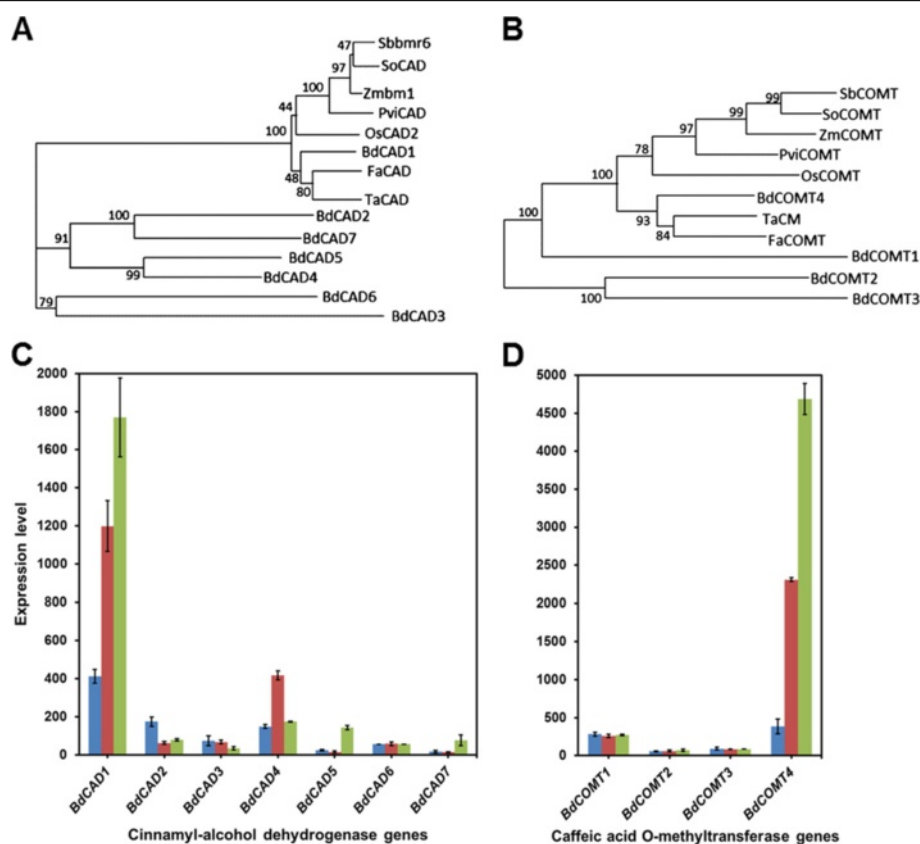 A
47
Sbbmr6
97
SoCAD
100
Zmbm1
44
PviCAD
100
OsCAD2
BdCAD1
48
FaCAD
80
TaCAD
100
BdCAD2
91
BdCAD7
BdCAD5
99
BdCAD4
79
BdCAD6
BdCAD3
B
99
SbCOMT
99
SoCOMT
97
ZmCOMT
78
PviCOMT
100
OsCOMT
BdCOMT4
93
TaCM
84
FaCOMT
100
BdCOMT1
BdCOMT2
100
BdCOMT3
C
2000
1800
1600
1400
1200
1000
800
600
400
200
0
Expression level
BdCAD1
BdCAD2
BdCAD3
BdCAD4
BdCAD5
BdCAD6
BdCAD7
Cinnamyl-alcohol dehydrogenase genes
D
5000
4500
4000
3500
3000
2500
2000
1500
1000
500
0
BdCOMT1
BdCOMT2
BdCOMT3
BdCOMT4
Caffeic acid O-methyltransferase genes